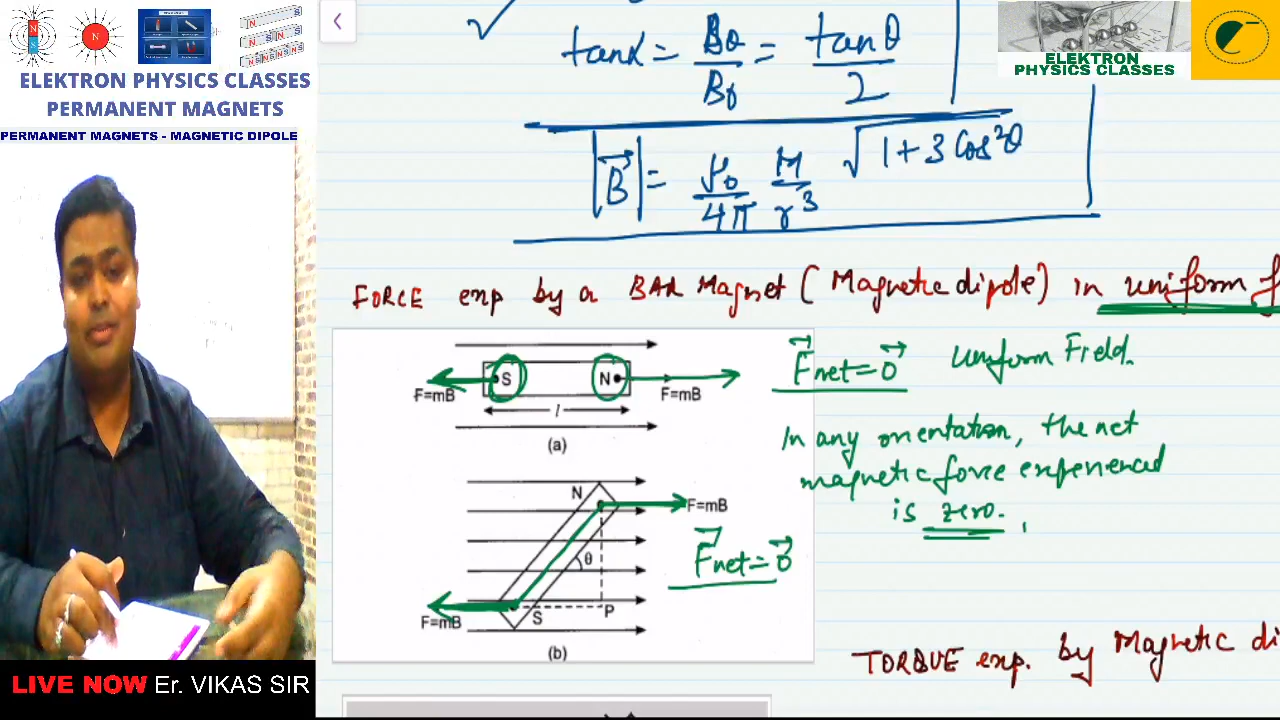 ELEKTRON PHYSICS CLASSES
PERMANENT MAGNETS
PERMANENT MAGNETS - MAGNETIC DIPOLE
N
LIVE NOW Er. VIKAS SIR
ELEKTRON
PHYSICS CLASSES
e⁻
tanα = Bθ/B₀ = tanθ/2
|B⃗| = μ₀/4π M/r³ √1 + 3 Cos²θ
FORCE exp by a BAR Magnet (Magnetic dipole) in uniform f
S N
F=mB F=mB
l
(a)
F⃗net = 0⃗ Uniform Field.
In any orientation, the net
magnetic force experienced
is zero.
N
F=mB
θ
F⃗net = 0⃗
F=mB
S
P
(b)
TORQUE exp. by Magnetic di